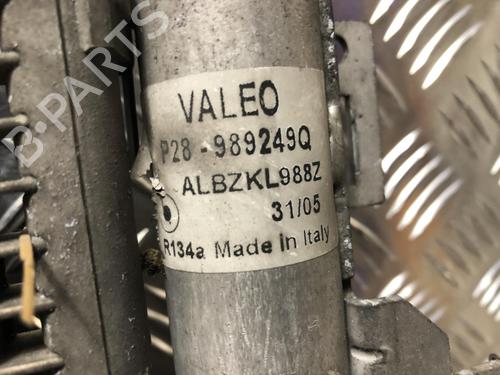 VALEO
P28-989249Q
ALBZKL988Z
31/05
R134a Made in Italy
B-PARTS